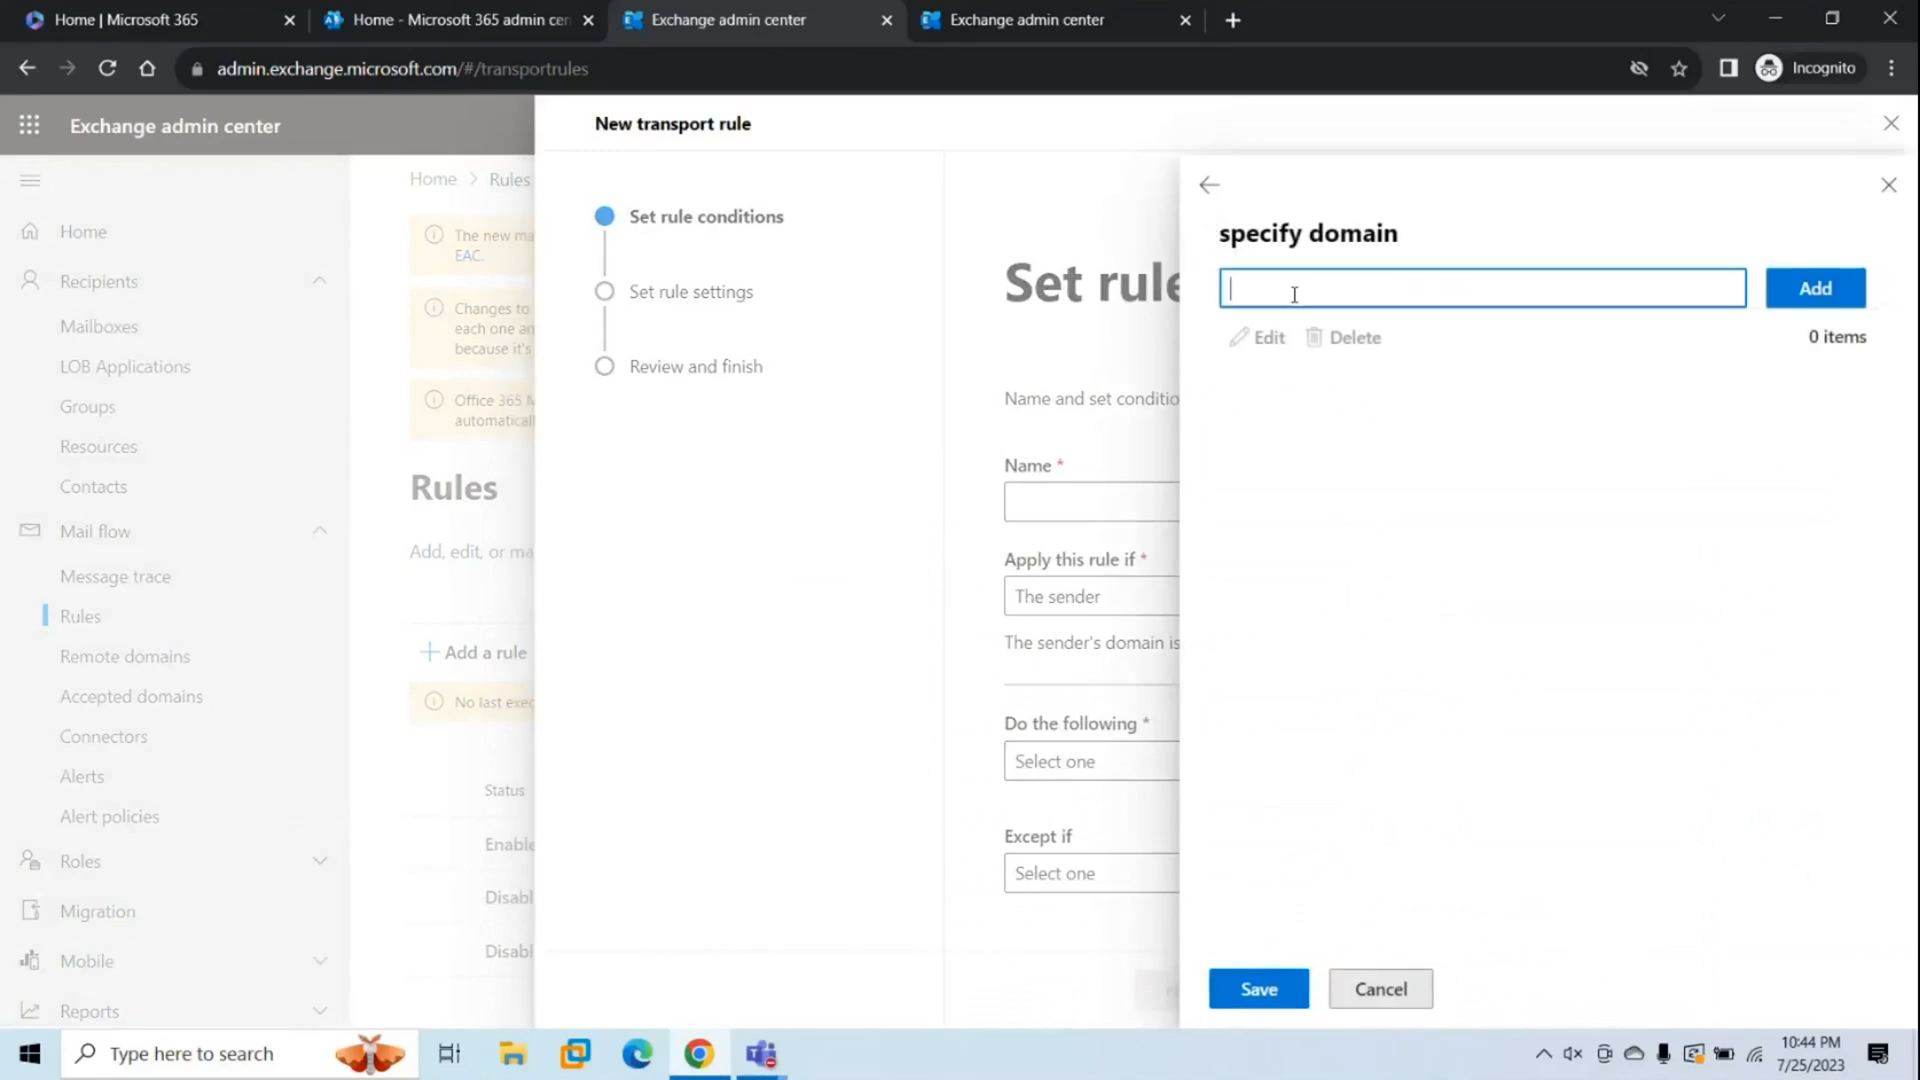 Home | Microsoft 365
Home - Microsoft 365 admin cen
Exchange admin center
Exchange admin center
admin.exchange.microsoft.com/#/transportrules
Incognito
Exchange admin center
New transport rule
Home
Recipients
Mailboxes
LOB Applications
Groups
Resources
Contacts
Mail flow
Message trace
Rules
Remote domains
Accepted domains
Connectors
Alerts
Alert policies
Roles
Migration
Mobile
Reports
Home > Rules
The new ma
EAC.
Changes to
each one an
because it's
Office 365 M
automatical
Rules
Add, edit, or ma
Add a rule
No last exec
Status
Enable
Disabl
Disabl
Set rule conditions
Set rule settings
Review and finish
Set rule
Name and set conditio
Name *
Apply this rule if *
The sender
The sender's domain is
Do the following *
Select one
Except if
Select one
specify domain
Add
Edit
Delete
0 items
Save
Cancel
Type here to search
10:44 PM
7/25/2023